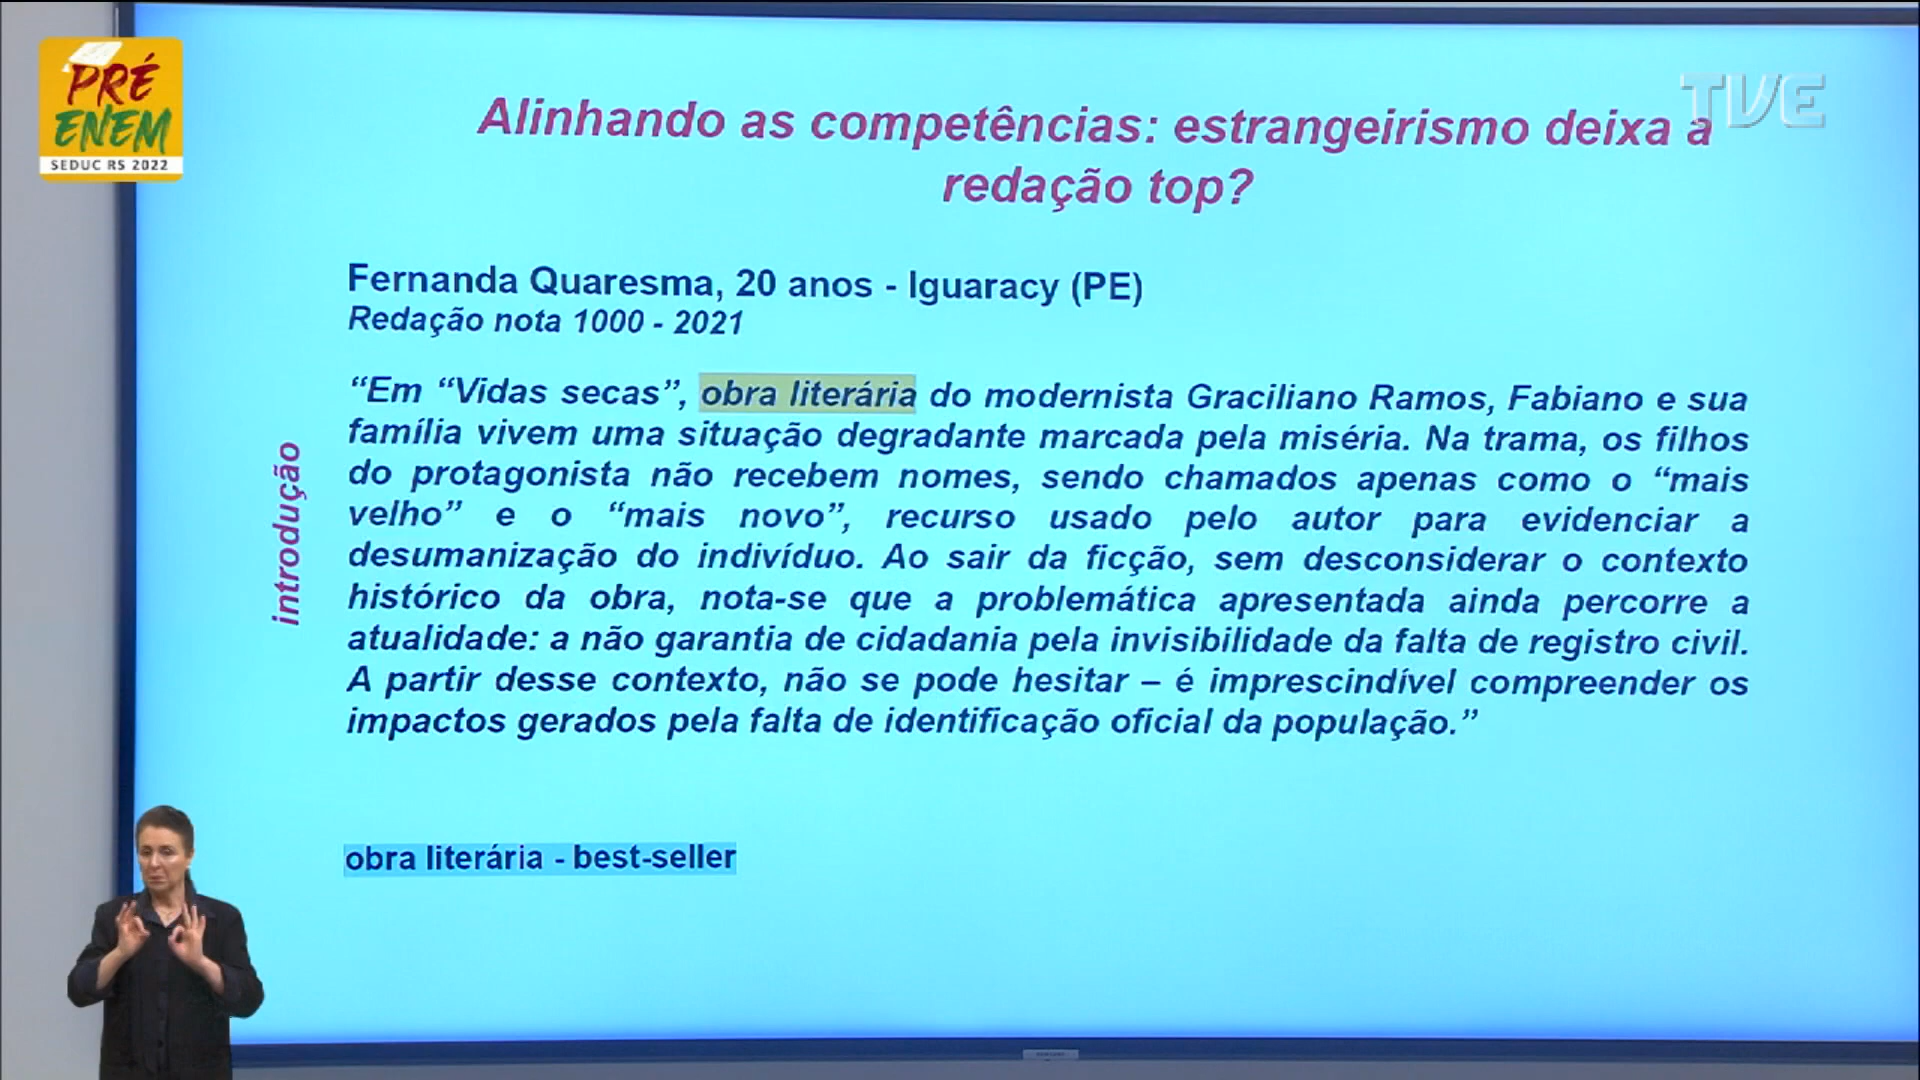 PRÉ
ENEM
SEDUC RS 2022
TVE
Alinhando as competências: estrangeirismo deixa a
redação top?
Fernanda Quaresma, 20 anos - Iguaracy (PE)
Redação nota 1000 - 2021
introdução
“Em “Vidas secas”, obra literária do modernista Graciliano Ramos, Fabiano e sua
família vivem uma situação degradante marcada pela miséria. Na trama, os filhos
do protagonista não recebem nomes, sendo chamados apenas como o “mais
velho” e o “mais novo”, recurso usado pelo autor para evidenciar a
desumanização do indivíduo. Ao sair da ficção, sem desconsiderar o contexto
histórico da obra, nota-se que a problemática apresentada ainda percorre a
atualidade: a não garantia de cidadania pela invisibilidade da falta de registro civil.
A partir desse contexto, não se pode hesitar – é imprescindível compreender os
impactos gerados pela falta de identificação oficial da população.”
obra literária - best-seller